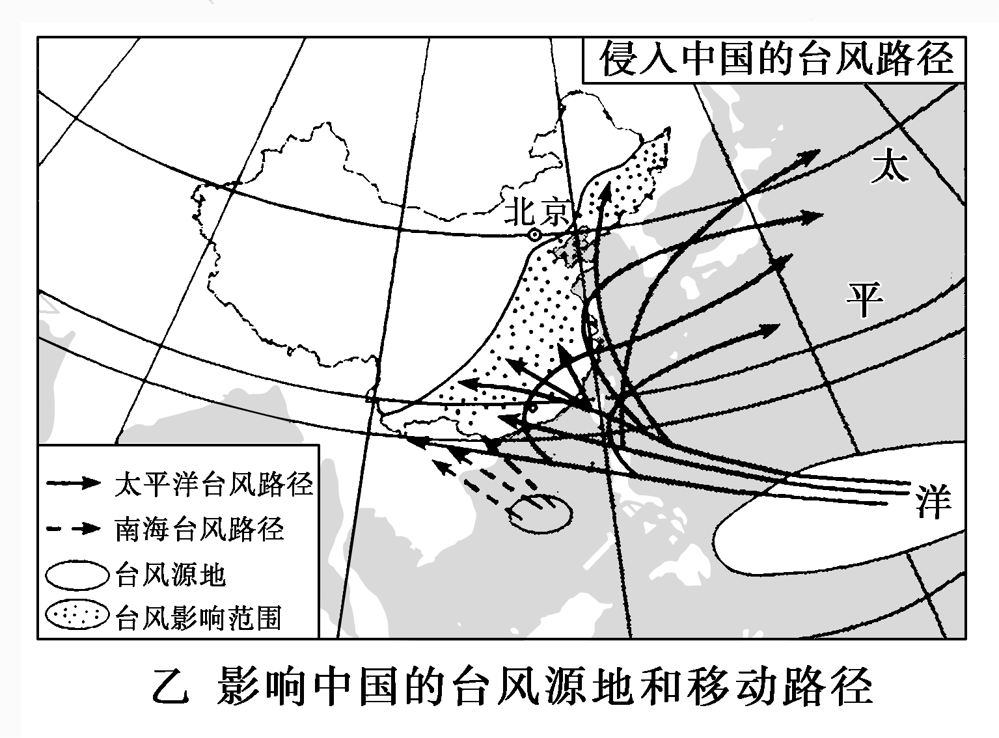 侵入中国的台风路径
太
北京
平
洋
太平洋台风路径
南海台风路径
台风源地
台风影响范围
乙 影响中国的台风源地和移动路径